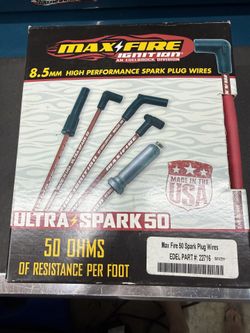 MAX FIRE
IGNITION
AN EDELBROCK DIVISION
8.5MM HIGH PERFORMANCE SPARK PLUG WIRES
MADE IN THE
USA
ULTRA SPARK 50
50 OHMS
OF RESISTANCE PER FOOT
Max Fire 50 Spark Plug Wires
EDEL PART #: 22716